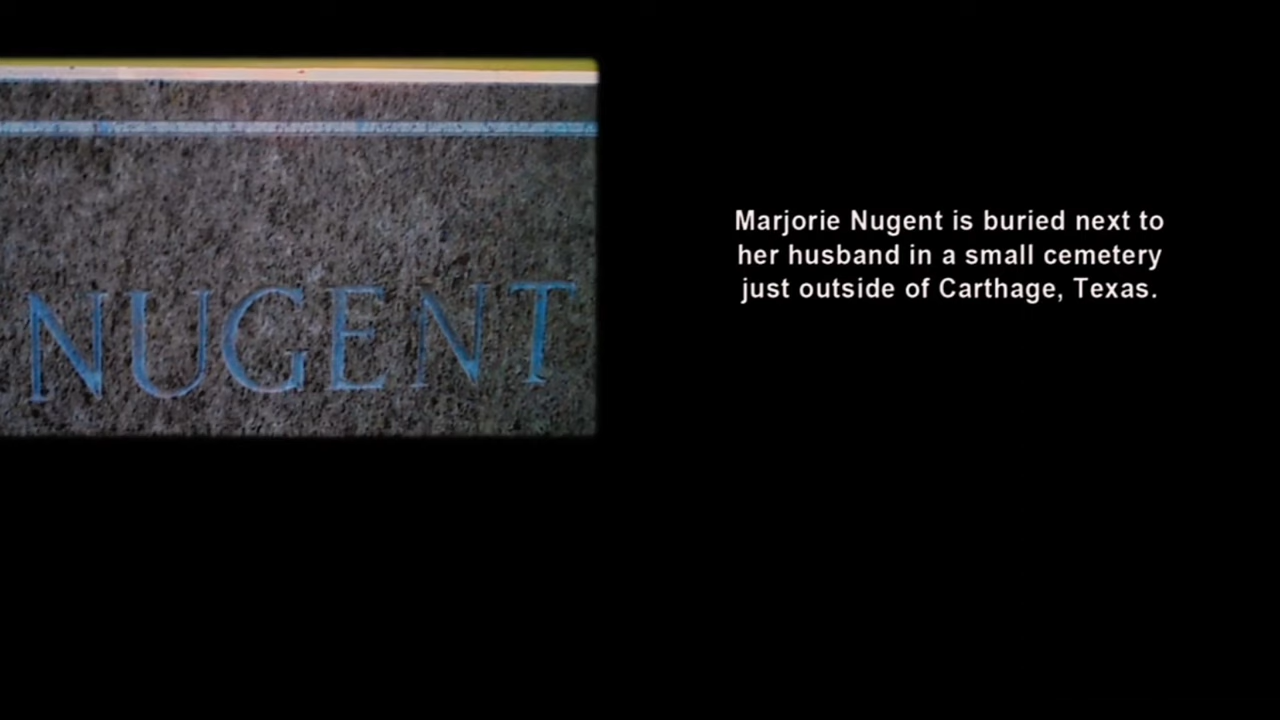 NUGENT
Marjorie Nugent is buried next to
her husband in a small cemetery
just outside of Carthage, Texas.